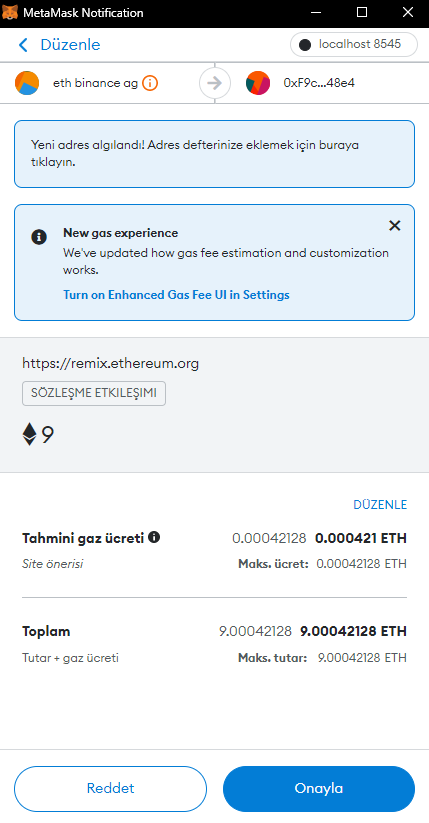 MetaMask Notification
Düzenle
localhost 8545
eth binance ag
0xF9c...48e4
Yeni adres algılandı! Adres defterinize eklemek için buraya
tıklayın.
New gas experience
We've updated how gas fee estimation and customization
works.
Turn on Enhanced Gas Fee UI in Settings
https://remix.ethereum.org
SÖZLEŞME ETKILEŞIMI
9
DÜZENLE
Tahmini gaz ücreti 0.00042128 0.000421 ETH
Site önerisi Maks. ücret: 0.00042128 ETH
Toplam 9.00042128 9.00042128 ETH
Tutar + gaz ücreti Maks. tutar: 9.00042128 ETH
Reddet Onayla